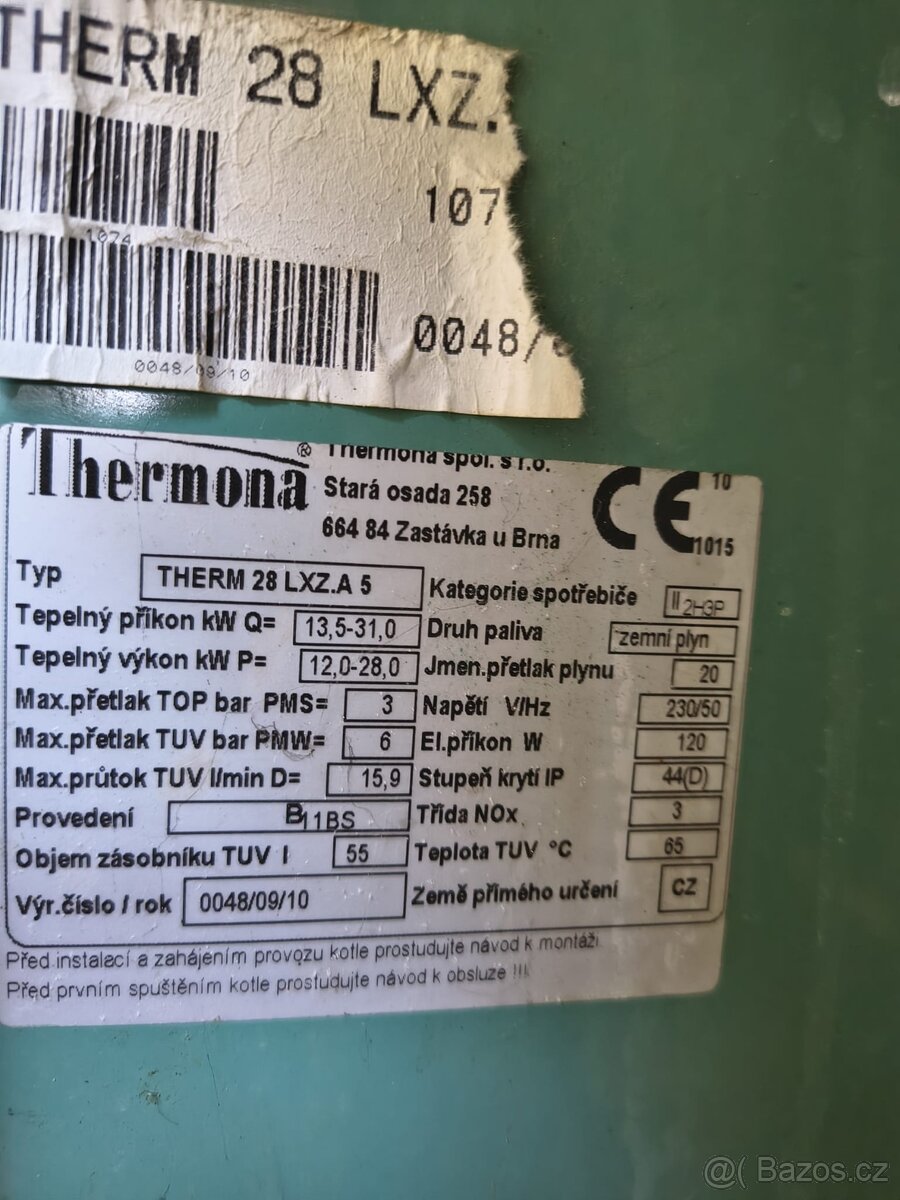 THERM 28 LXZ.
107
1074
0048/
0048/09/10
Thermona® Thermona spol. s r.o.
Stará osada 258
664 84 Zastávka u Brna
CE 10
1015
Typ THERM 28 LXZ.A 5 Kategorie spotřebiče II 2H3P
Tepelný příkon kW Q= 13,5-31,0 Druh paliva zemní plyn
Tepelný výkon kW P= 12,0-28,0 Jmen.přetlak plynu 20
Max.přetlak TOP bar PMS= 3 Napětí V/Hz 230/50
Max.přetlak TUV bar PMW= 6 El.příkon W 120
Max.průtok TUV l/min D= 15,9 Stupeň krytí IP 44(D)
Provedení B11BS Třída NOx 3
Objem zásobníku TUV l 55 Teplota TUV °C 65
Výr.číslo / rok 0048/09/10 Země přímého určení CZ
Před instalací a zahájením provozu kotle prostudujte návod k montáži
Před prvním spuštěním kotle prostudujte návod k obsluze !!!
@( Bazos.cz